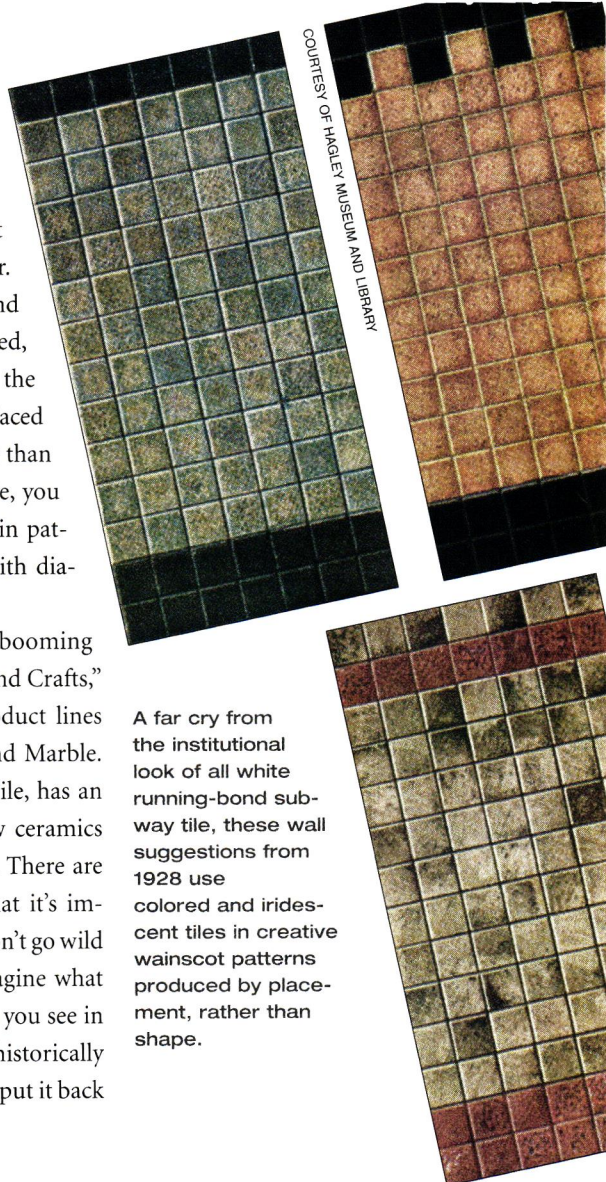 COURTESY OF HAGLEY MUSEUM AND LIBRARY
t
r.
nd
ed,
the
aced
than
e, you
in pat-
ith dia-
booming
nd Crafts,”
duct lines
nd Marble.
ile, has an
y ceramics
There are
at it's im-
n't go wild
agine what
you see in
historically
put it back
A far cry from
the institutional
look of all white
running-bond sub-
way tile, these wall
suggestions from
1928 use
colored and irides-
cent tiles in creative
wainscot patterns
produced by place-
ment, rather than
shape.